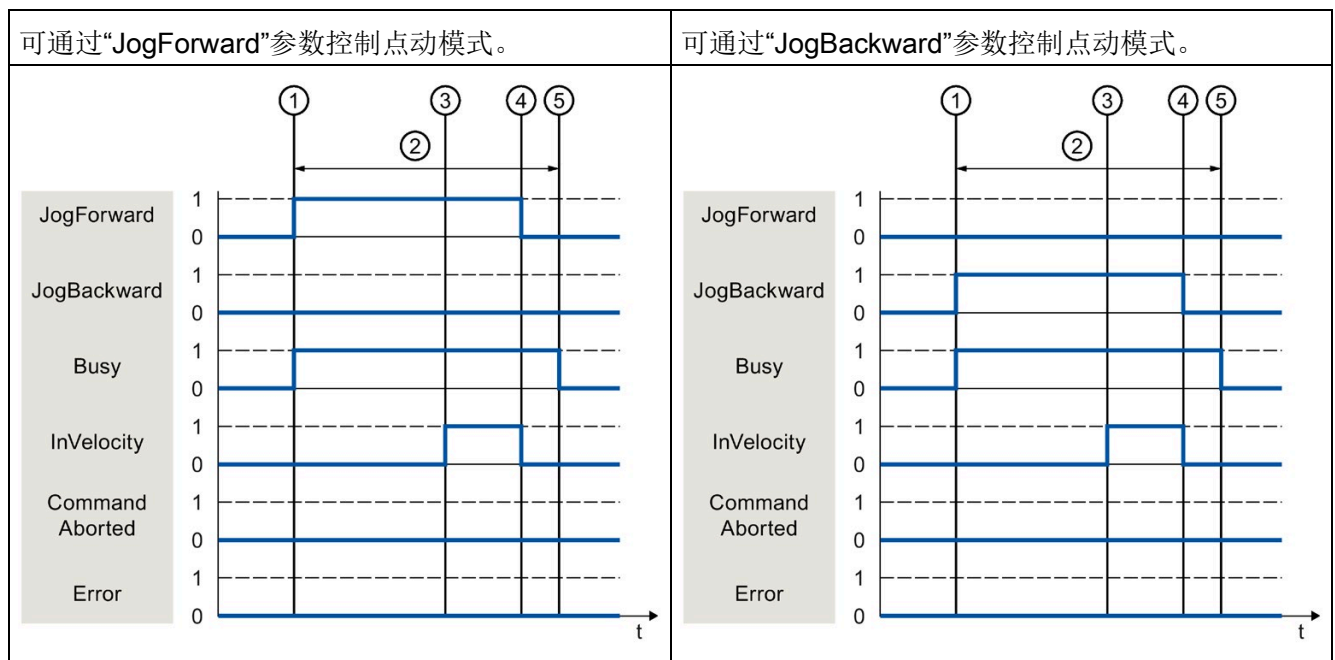 可通过“JogForward”参数控制点动模式。
① ③ ④ ⑤
②
JogForward 1
0
JogBackward 1
0
Busy 1
0
InVelocity 1
0
Command
Aborted 1
0
Error 1
0
t
可通过“JogBackward”参数控制点动模式。
① ③ ④ ⑤
②
JogForward 1
0
JogBackward 1
0
Busy 1
0
InVelocity 1
0
Command
Aborted 1
0
Error 1
0
t